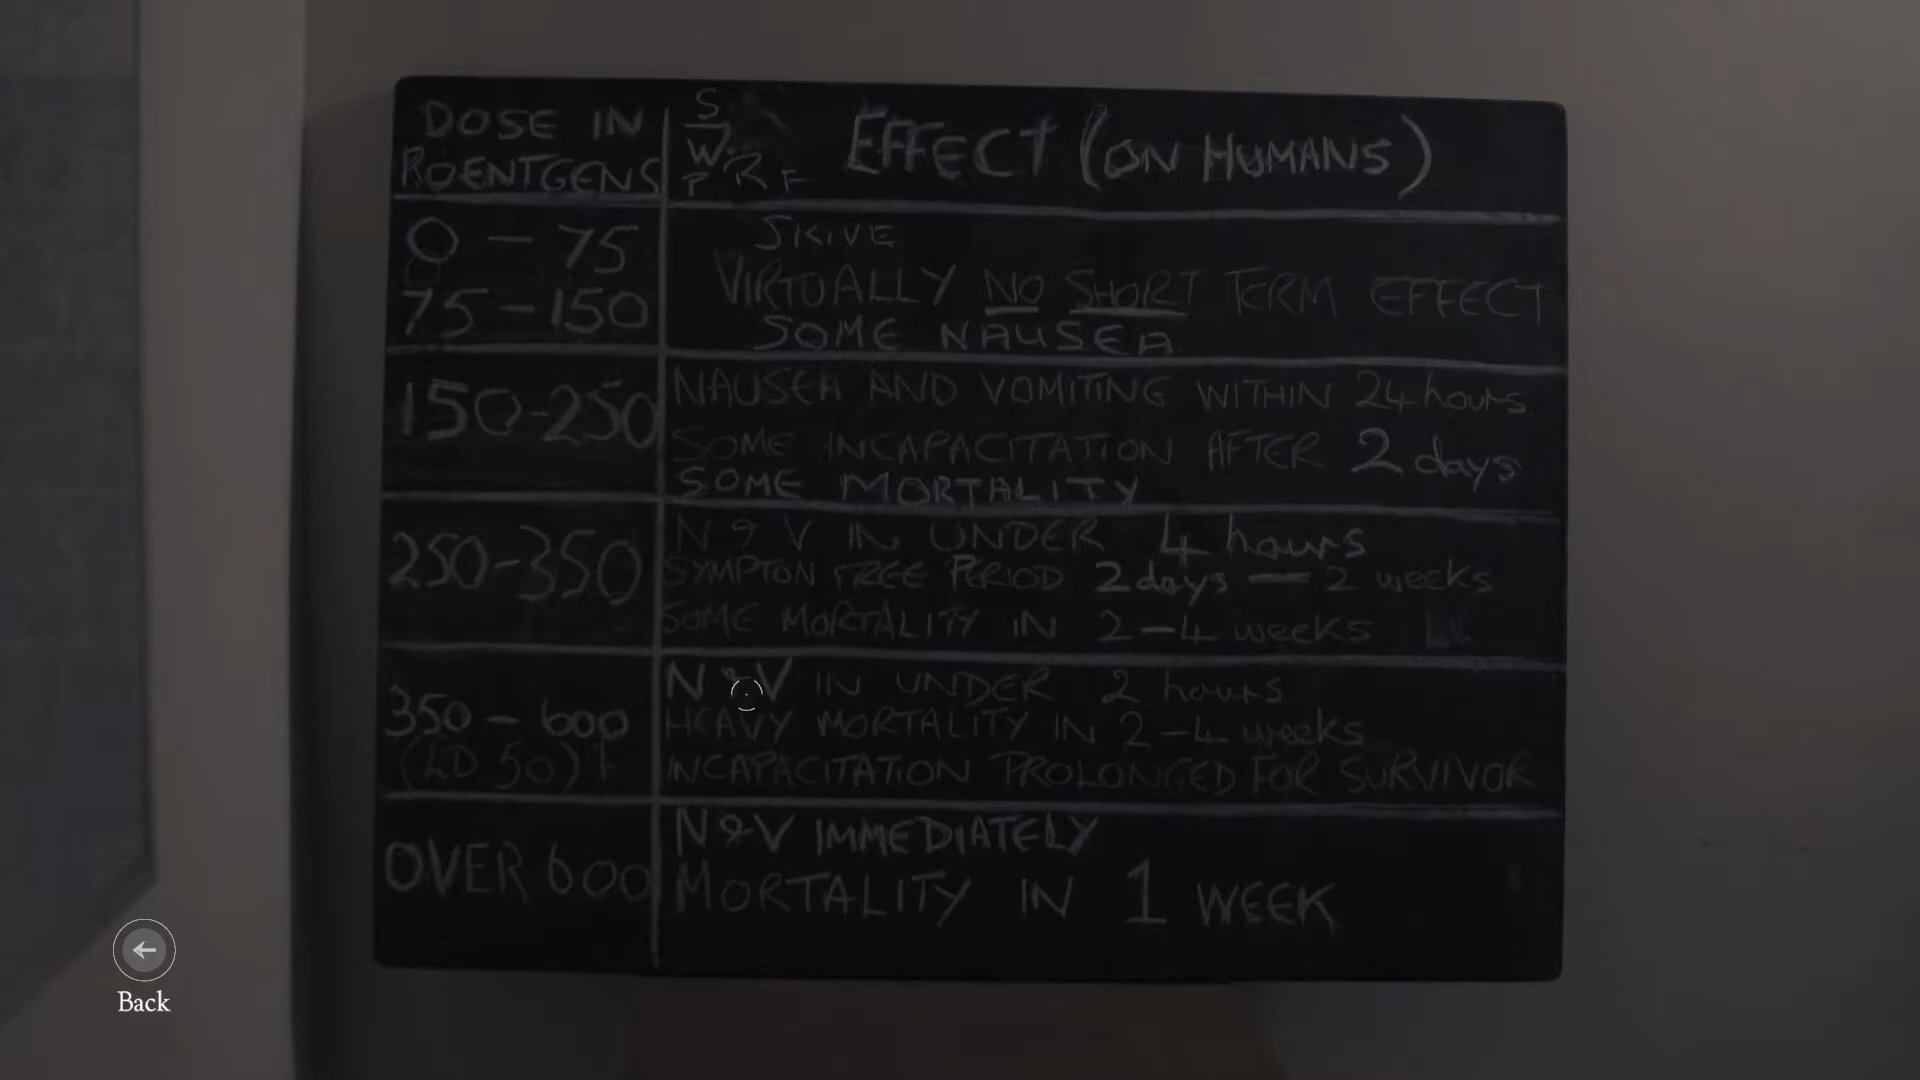 DOSE IN
ROENTGENS
S
W
P R F
EFFECT (ON HUMANS)
0 - 75
75 - 150
SKIVE
VIRTUALLY NO SHORT TERM EFFECT
SOME NAUSEA
150-250
NAUSEA AND VOMITING WITHIN 24 hours
SOME INCAPACITATION AFTER 2 days
SOME MORTALITY
250-350
N & V IN UNDER 4 hours
SYMPTON FREE PERIOD 2 days - 2 weeks
SOME MORTALITY IN 2-4 weeks
350 - 600
(LD 50)
N & V IN UNDER 2 hours
HEAVY MORTALITY IN 2-4 weeks
INCAPACITATION PROLONGED FOR SURVIVOR
OVER 600
N & V IMMEDIATELY
MORTALITY IN 1 WEEK
Back